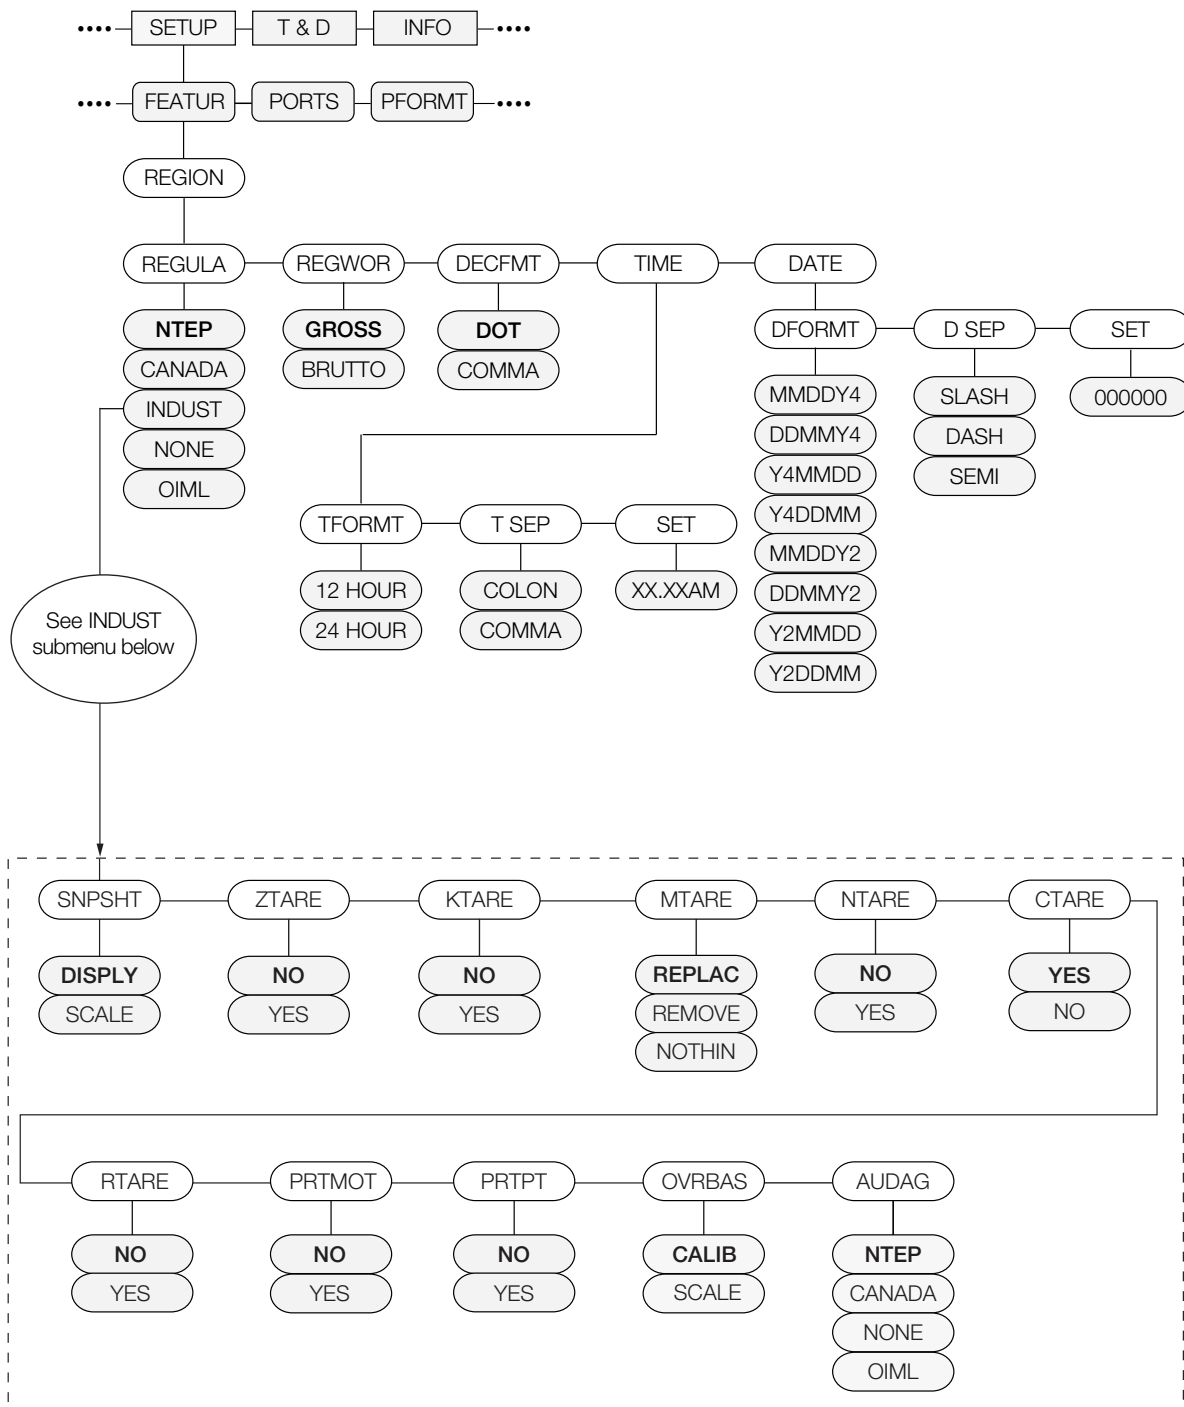 •••• SETUP T & D INFO ••••
•••• FEATUR PORTS PFORMT ••••
REGION
REGULA REGWOR DECFMT TIME DATE
NTEP GROSS DOT DFORMT D SEP SET
CANADA BRUTTO COMMA
INDUST
NONE
OIML
MMDDY4 SLASH 000000
DDMMY4 DASH
Y4MMDD SEMI
Y4DDMM
MMDDY2
DDMMY2
Y2MMDD
Y2DDMM
TFORMT T SEP SET
12 HOUR COLON XX.XXAM
24 HOUR COMMA
See INDUST
submenu below
SNPSHT ZTARE KTARE MTARE NTARE CTARE
DISPLY NO NO REPLAC NO YES
SCALE YES YES REMOVE YES NO
NOTHIN
RTARE PRTMOT PRTPT OVRBAS AUDAG
NO NO NO CALIB NTEP
YES YES YES SCALE CANADA
NONE
OIML